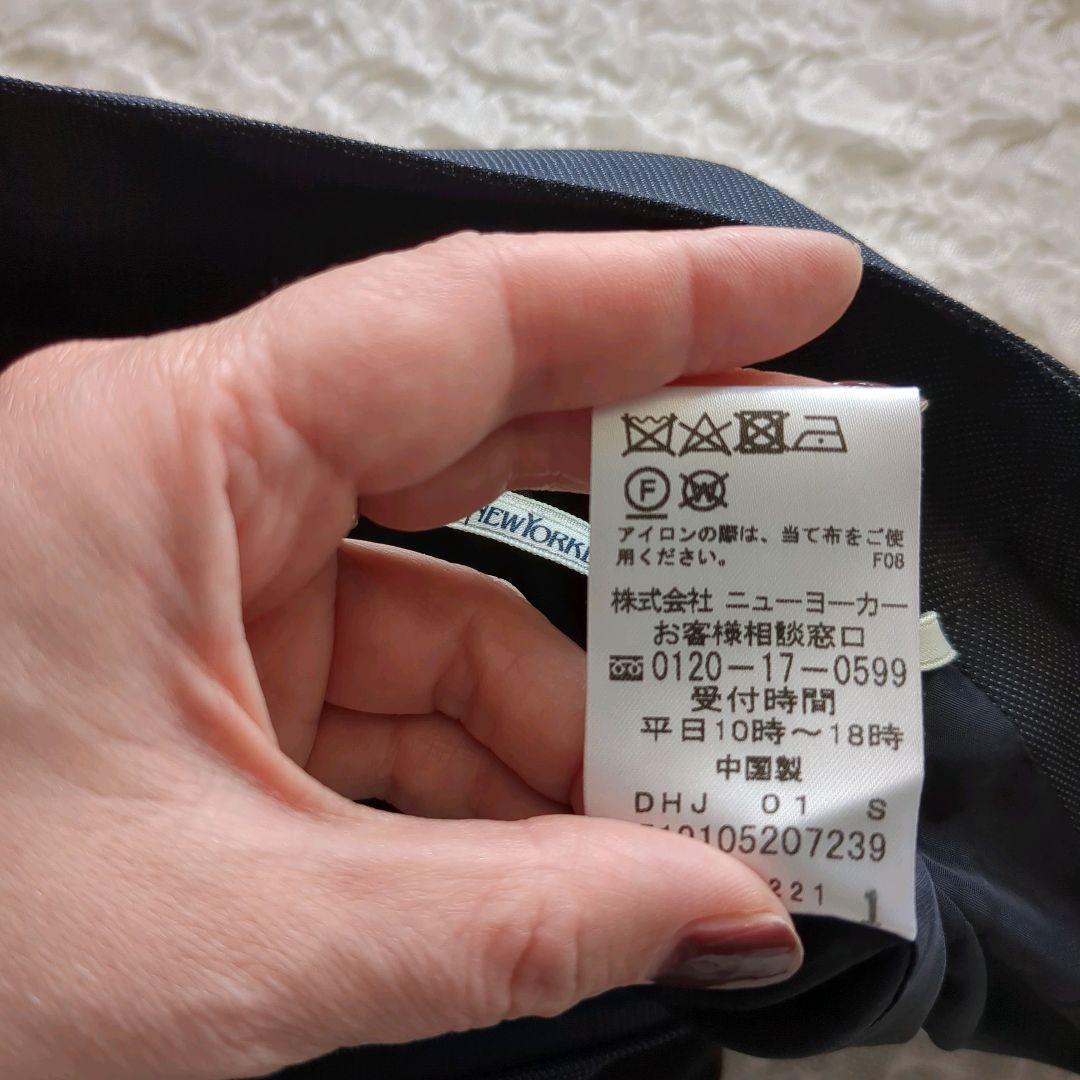 NEWYORKE
F W
アイロンの際は、当て布をご使
用ください。
F08
株式会社 ニューヨーカー
お客様相談窓口
0120-17-0599
受付時間
平日10時～18時
中国製
DHJ 01 S
105207239
221 1